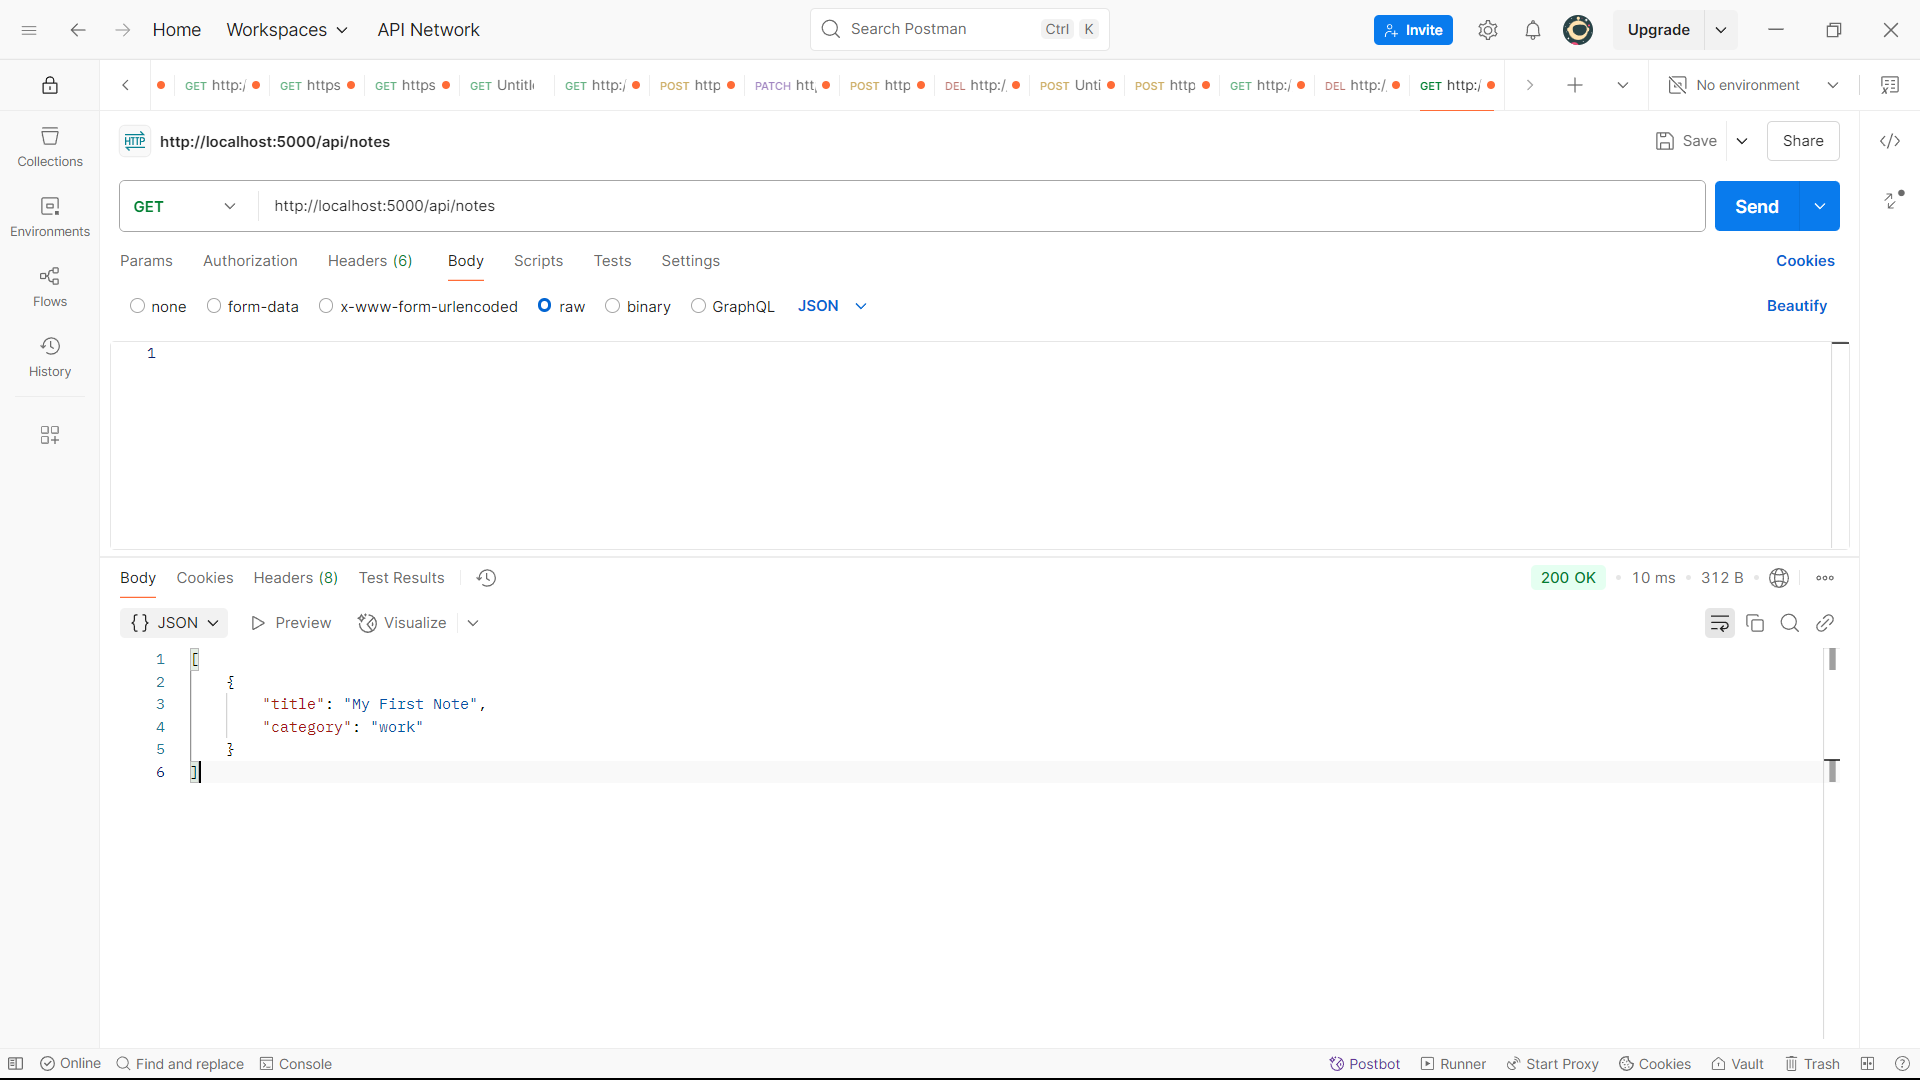 Home Workspaces API Network Search Postman Ctrl K Invite Upgrade
GET http:/ GET https GET https GET Untitl GET http:/ POST http PATCH htt POST http DEL http:/ POST Unti POST http GET http:/ DEL http:/ GET http:/ No environment
HTTP http://localhost:5000/api/notes Save Share
GET http://localhost:5000/api/notes Send
Params Authorization Headers (6) Body Scripts Tests Settings Cookies
none form-data x-www-form-urlencoded raw binary GraphQL JSON Beautify
1
Collections
Environments
Flows
History
Body Cookies Headers (8) Test Results 200 OK • 10 ms • 312 B
{} JSON Preview Visualize
1 [
2 {
3 "title": "My First Note",
4 "category": "work"
5 }
6 ]
Online Find and replace Console Postbot Runner Start Proxy Cookies Vault Trash